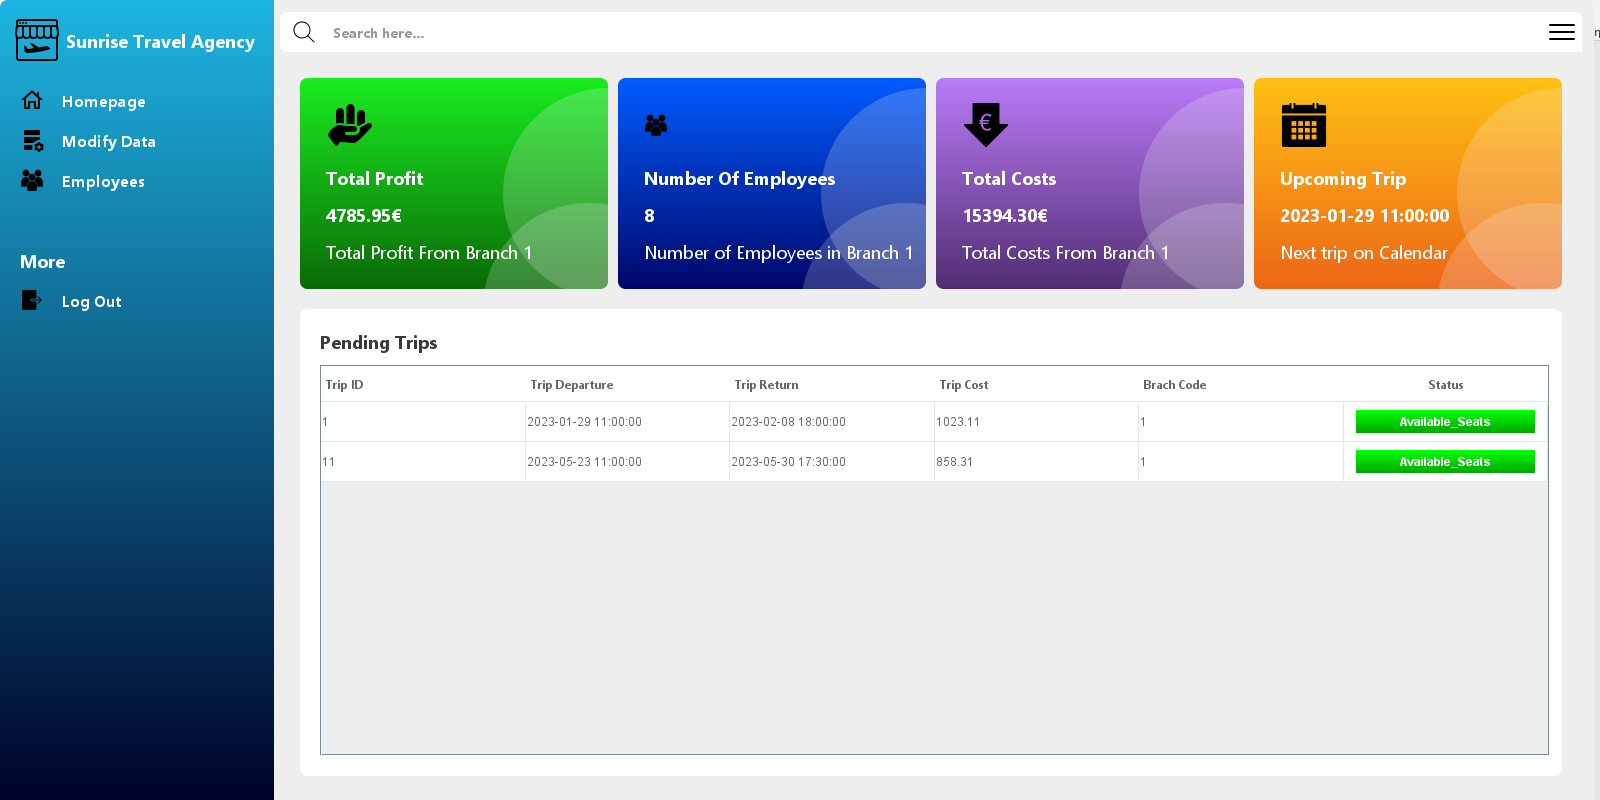 Sunrise Travel Agency
Homepage
Modify Data
Employees
More
Log Out
Search here...
Total Profit
4785.95€
Total Profit From Branch 1
Number Of Employees
8
Number of Employees in Branch 1
€
Total Costs
15394.30€
Total Costs From Branch 1
Upcoming Trip
2023-01-29 11:00:00
Next trip on Calendar
Pending Trips
Trip ID Trip Departure Trip Return Trip Cost Brach Code Status
1 2023-01-29 11:00:00 2023-02-08 18:00:00 1023.11 1 Available_Seats
11 2023-05-23 11:00:00 2023-05-30 17:30:00 858.31 1 Available_Seats